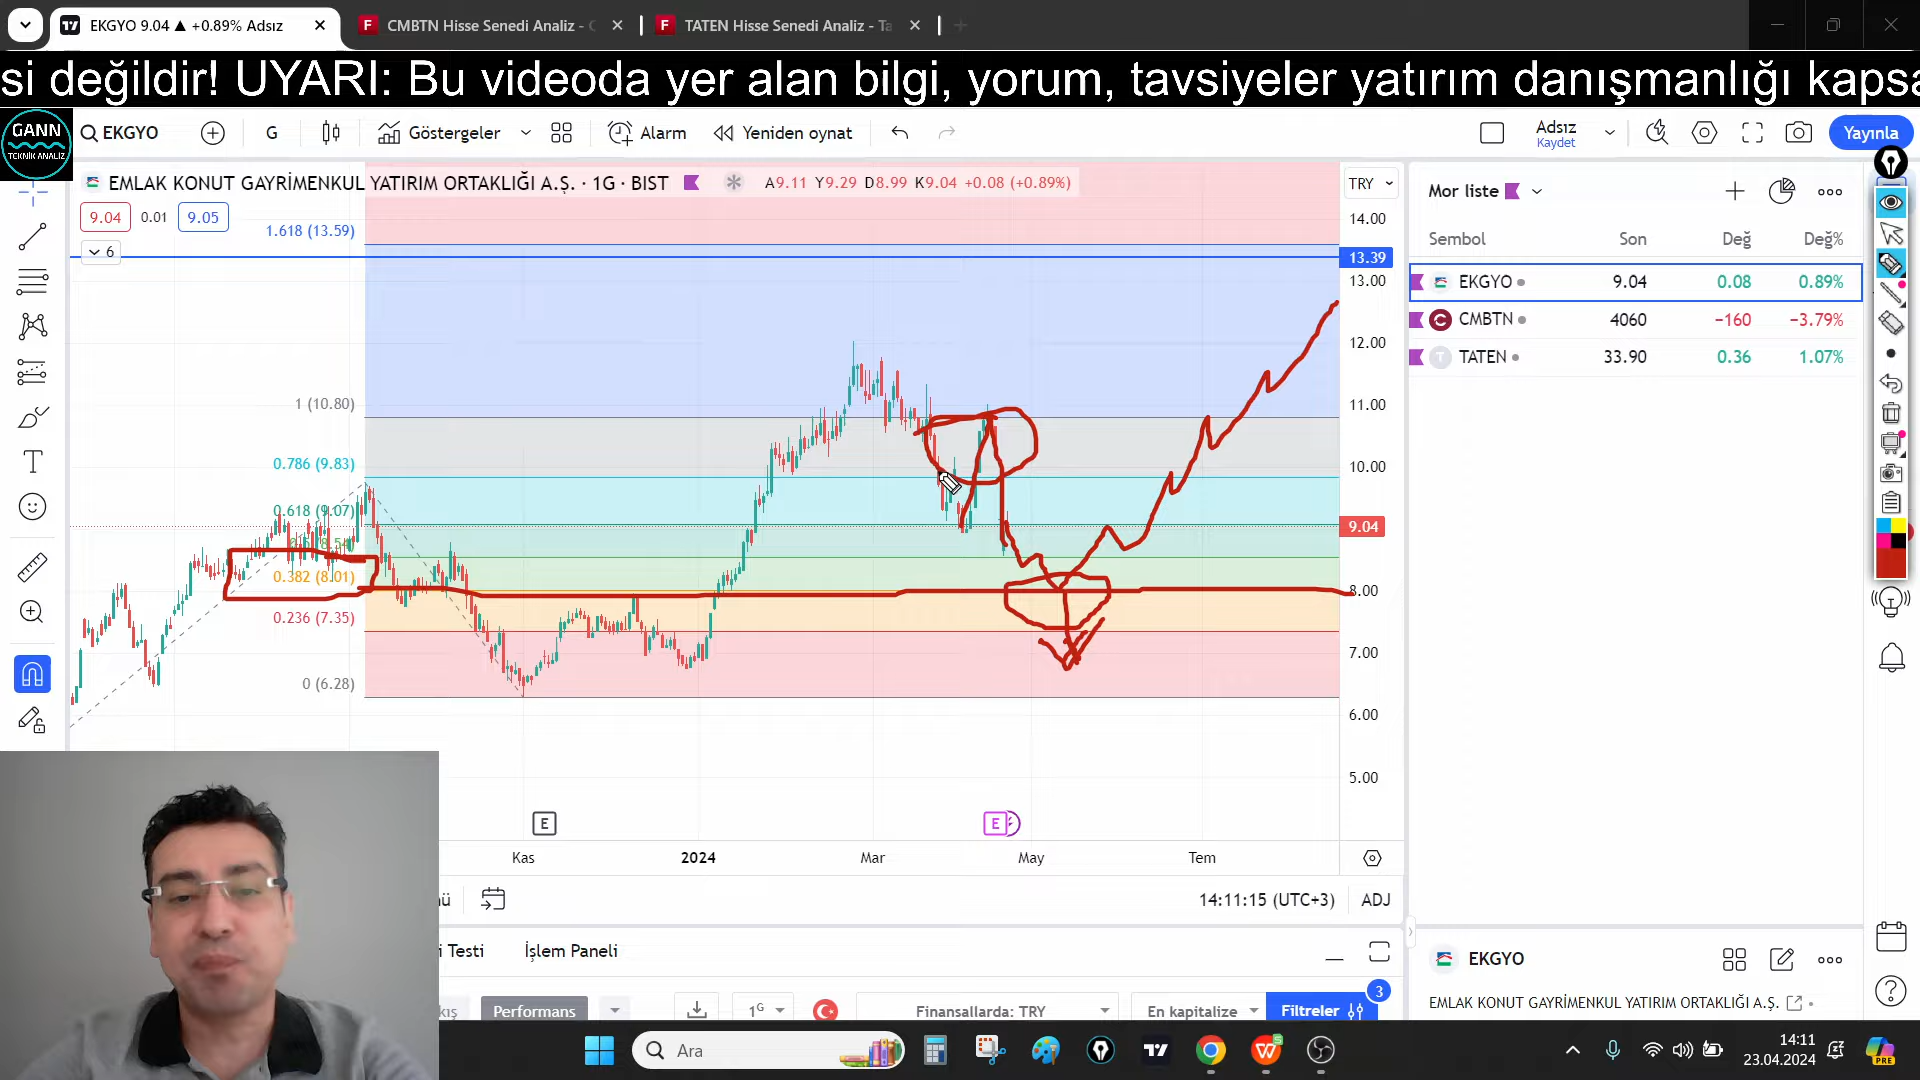 EKGYO 9.04 ▲ +0.89% Adsız
CMBTN Hisse Senedi Analiz -
TATEN Hisse Senedi Analiz - Ta
si değildir! UYARI: Bu videoda yer alan bilgi, yorum, tavsiyeler yatırım danışmanlığı kapsa
GANN
TEKNİK ANALİZ
EKGYO
G
Göstergeler
Alarm
Yeniden oynat
Adsız
Kaydet
Yayınla
EMLAK KONUT GAYRİMENKUL YATIRIM ORTAKLIĞI A.Ş. · 1G · BIST
A9.11 Y9.29 D8.99 K9.04 +0.08 (+0.89%)
TRY
9.04 0.01 9.05
6
1.618 (13.59)
1 (10.80)
0.786 (9.83)
0.618 (9.07)
0.382 (8.01)
0.236 (7.35)
0 (6.28)
14.00
13.39
13.00
12.00
11.00
10.00
9.04
8.00
7.00
6.00
5.00
E
E
Kas 2024 Mar May Tem
14:11:15 (UTC+3) ADJ
i Testi
İşlem Paneli
Performans
1G
Finansallarda: TRY
En kapitalize
Filtreler
3
Mor liste
Sembol Son Değ Değ%
EKGYO 9.04 0.08 0.89%
CMBTN 4060 −160 −3.79%
T TATEN 33.90 0.36 1.07%
EKGYO
EMLAK KONUT GAYRİMENKUL YATIRIM ORTAKLIĞI A.Ş.
Ara
14:11
23.04.2024
PRE